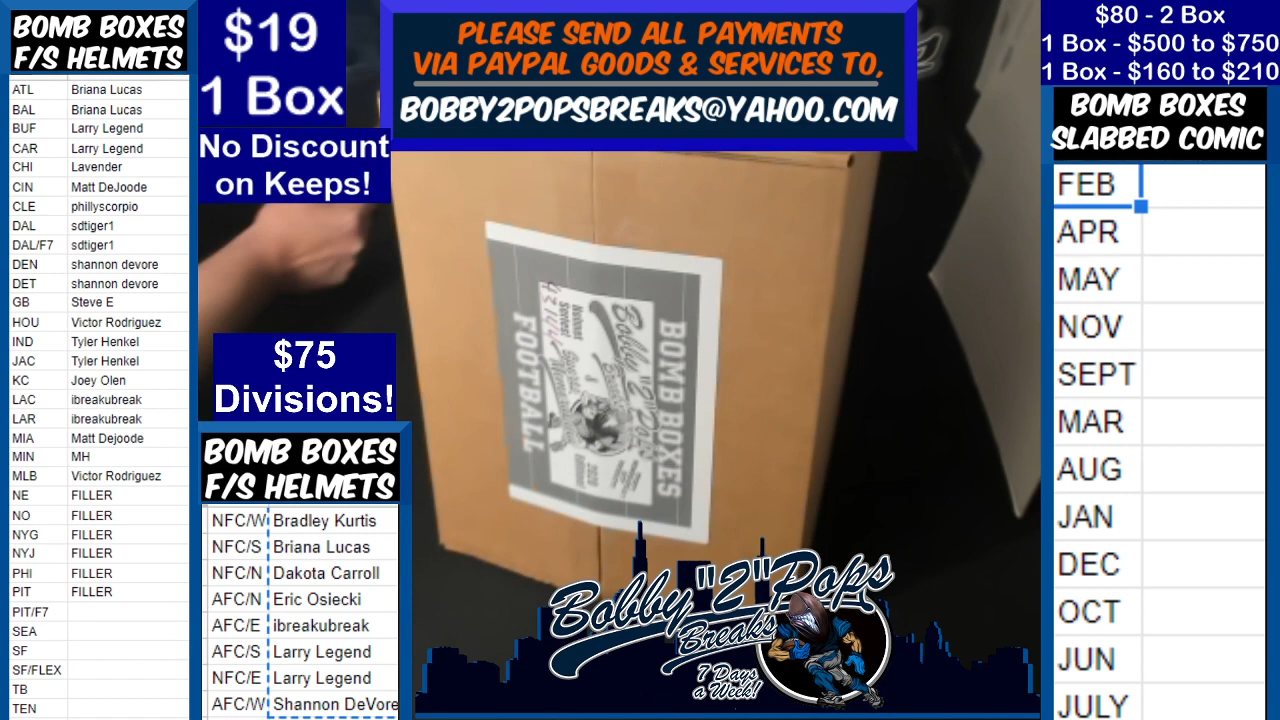 BOMB BOXES
F/S HELMETS
ATL Briana Lucas
BAL Briana Lucas
BUF Larry Legend
CAR Larry Legend
CHI Lavender
CIN Matt DeJoode
CLE phillyscorpio
DAL sdtiger1
DAL/F7 sdtiger1
DEN shannon devore
DET shannon devore
GB Steve E
HOU Victor Rodriguez
IND Tyler Henkel
JAC Tyler Henkel
KC Joey Olen
LAC ibreakubreak
LAR ibreakubreak
MIA Matt Dejoode
MIN MH
MLB Victor Rodriguez
NE FILLER
NO FILLER
NYG FILLER
NYJ FILLER
PHI FILLER
PIT FILLER
PIT/F7
SEA
SF
SF/FLEX
TB
TEN
$19
1 Box
No Discount
on Keeps!
$75
Divisions!
BOMB BOXES
F/S HELMETS
NFC/W Bradley Kurtis
NFC/S Briana Lucas
NFC/N Dakota Carroll
AFC/N Eric Osiecki
AFC/E ibreakubreak
AFC/S Larry Legend
NFC/E Larry Legend
AFC/W Shannon DeVore
PLEASE SEND ALL PAYMENTS
VIA PAYPAL GOODS & SERVICES TO,
BOBBY2POPSBREAKS@YAHOO.COM
BOMB BOXES
Bobby "2" Pops
FOOTBALL
Bobby "2" Pops
Breaks
7 Days
a Week!
$80 - 2 Box
1 Box - $500 to $750
1 Box - $160 to $210
BOMB BOXES
SLABBED COMIC
FEB
APR
MAY
NOV
SEPT
MAR
AUG
JAN
DEC
OCT
JUN
JULY